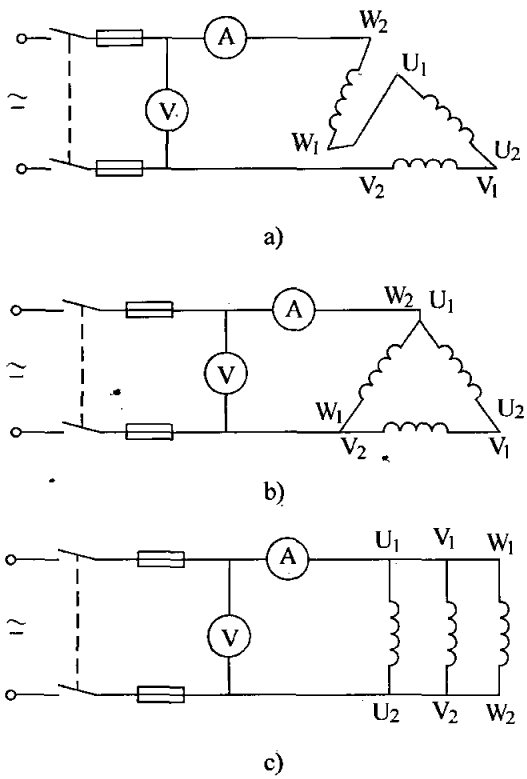 A W₂
U₁
≃ V
W₁
U₂
V₂ V₁
a)
W₂ U₁
A
≃ V
W₁ U₂
V₂ V₁
b)
A U₁ V₁ W₁
≃ V
U₂ V₂ W₂
c)